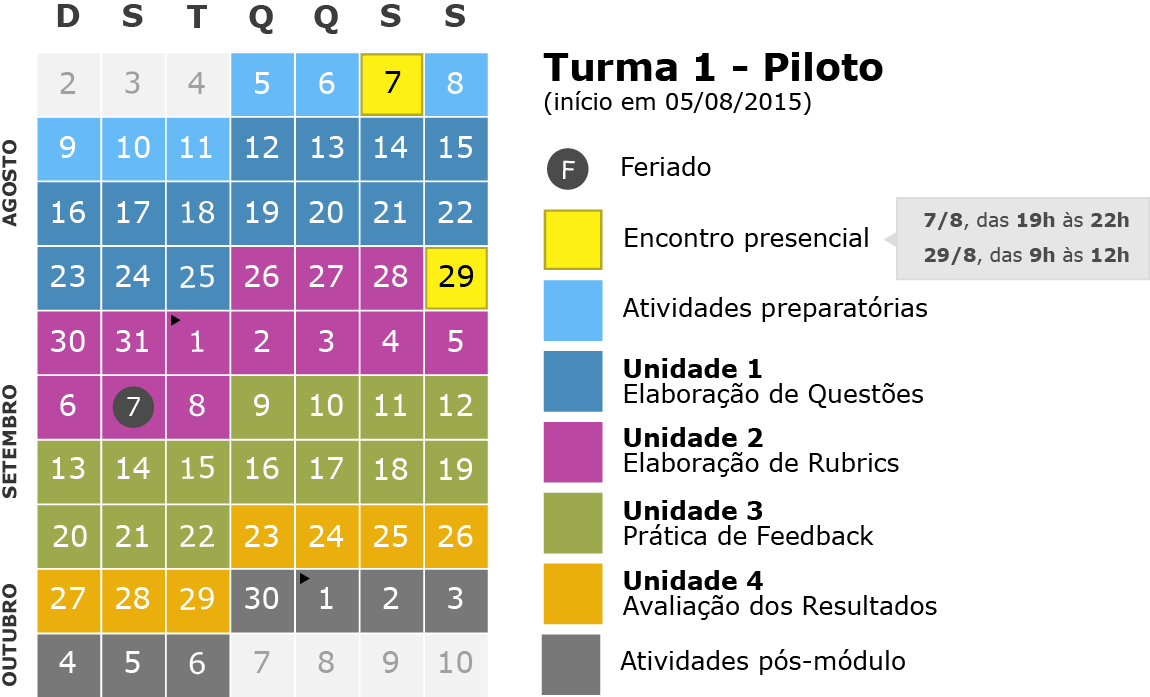 D S T Q Q S S
AGOSTO
2 3 4 5 6 7 8
9 10 11 12 13 14 15
16 17 18 19 20 21 22
23 24 25 26 27 28 29
SETEMBRO
30 31 1 2 3 4 5
6 7 8 9 10 11 12
13 14 15 16 17 18 19
20 21 22 23 24 25 26
OUTUBRO
27 28 29 30 1 2 3
4 5 6 7 8 9 10
Turma 1 - Piloto
(início em 05/08/2015)
F Feriado
Encontro presencial
7/8, das 19h às 22h
29/8, das 9h às 12h
Atividades preparatórias
Unidade 1
Elaboração de Questões
Unidade 2
Elaboração de Rubrics
Unidade 3
Prática de Feedback
Unidade 4
Avaliação dos Resultados
Atividades pós-módulo